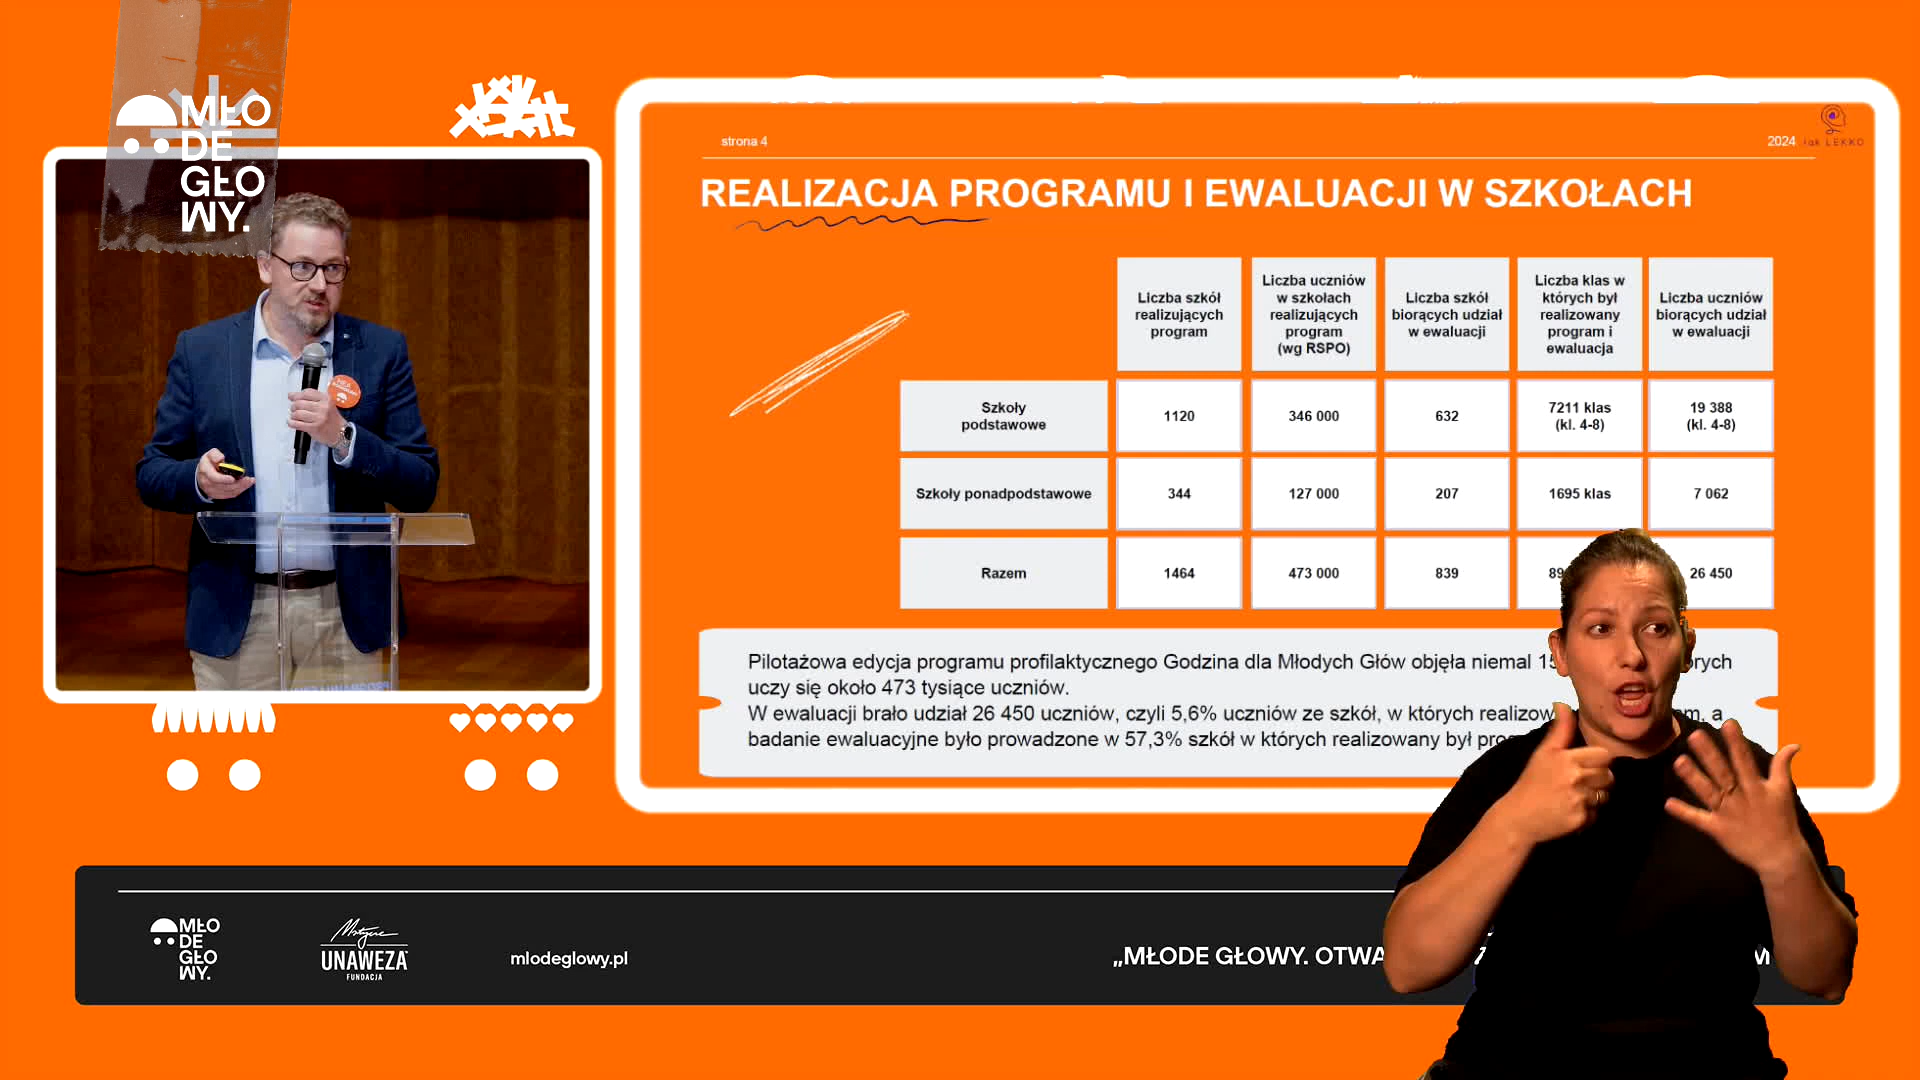 MŁO
DE
GŁO
WY.
strona 4
2024
Jak LEKKO
REALIZACJA PROGRAMU I EWALUACJI W SZKOŁACH
Liczba szkół
realizujących
program
Liczba uczniów
w szkołach
realizujących
program
(wg RSPO)
Liczba szkół
biorących udział
w ewaluacji
Liczba klas w
których był
realizowany
program i
ewaluacja
Liczba uczniów
biorących udział
w ewaluacji
Szkoły
podstawowe
1120
346 000
632
7211 klas
(kl. 4-8)
19 388
(kl. 4-8)
Szkoły ponadpodstawowe
344
127 000
207
1695 klas
7 062
Razem
1464
473 000
839
26 450
Pilotażowa edycja programu profilaktycznego Godzina dla Młodych Głów objęła niemal
uczy się około 473 tysiące uczniów.
W ewaluacji brało udział 26 450 uczniów, czyli 5,6% uczniów ze szkół, w których a
badanie ewaluacyjne było prowadzone w 57,3% szkół w których realizowany był
MŁO
DE
GŁO
WY.
Martyna
UNAWEZA
FUNDACJA
mlodeglowy.pl
„MŁODE GŁOWY.